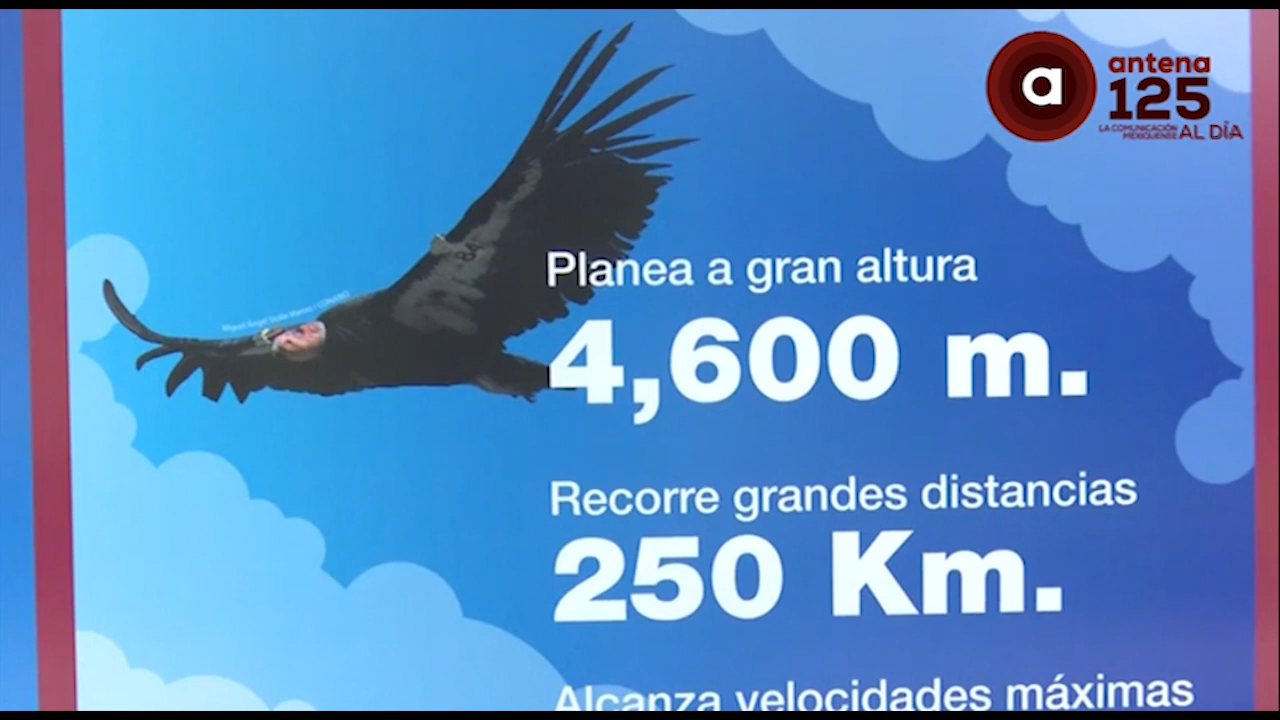 antena
125
LA COMUNICACIÓN
MEXIQUENSE AL DÍA
84
Planea a gran altura
4,600 m.
Recorre grandes distancias
250 Km.
Alcanza velocidades máximas